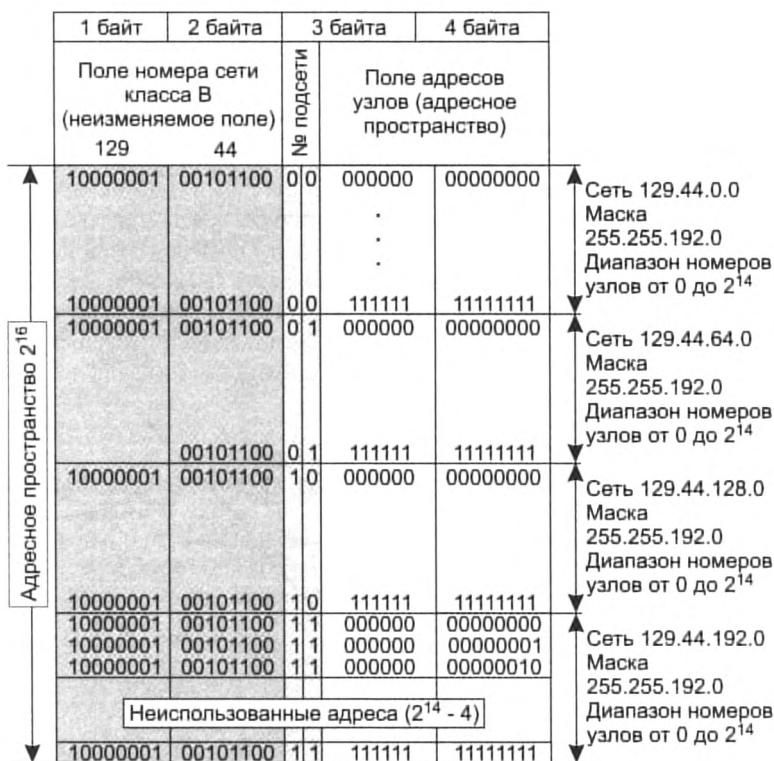 1 байт 2 байта 3 байта 4 байта
Поле номера сети
класса В
(неизменяемое поле)
129 44
№ подсети
Поле адресов
узлов (адресное
пространство)
Адресное пространство 2¹⁶
10000001 00101100 0 0 000000 00000000
10000001 00101100 0 0 111111 11111111
Сеть 129.44.0.0
Маска
255.255.192.0
Диапазон номеров
узлов от 0 до 2¹⁴
10000001 00101100 0 1 000000 00000000
00101100 0 1 111111 11111111
Сеть 129.44.64.0
Маска
255.255.192.0
Диапазон номеров
узлов от 0 до 2¹⁴
10000001 00101100 1 0 000000 00000000
10000001 00101100 1 0 111111 11111111
Сеть 129.44.128.0
Маска
255.255.192.0
Диапазон номеров
узлов от 0 до 2¹⁴
10000001 00101100 1 1 000000 00000000
10000001 00101100 1 1 000000 00000001
10000001 00101100 1 1 000000 00000010
Неиспользованные адреса (2¹⁴ - 4)
10000001 00101100 1 1 111111 11111111
Сеть 129.44.192.0
Маска
255.255.192.0
Диапазон номеров
узлов от 0 до 2¹⁴